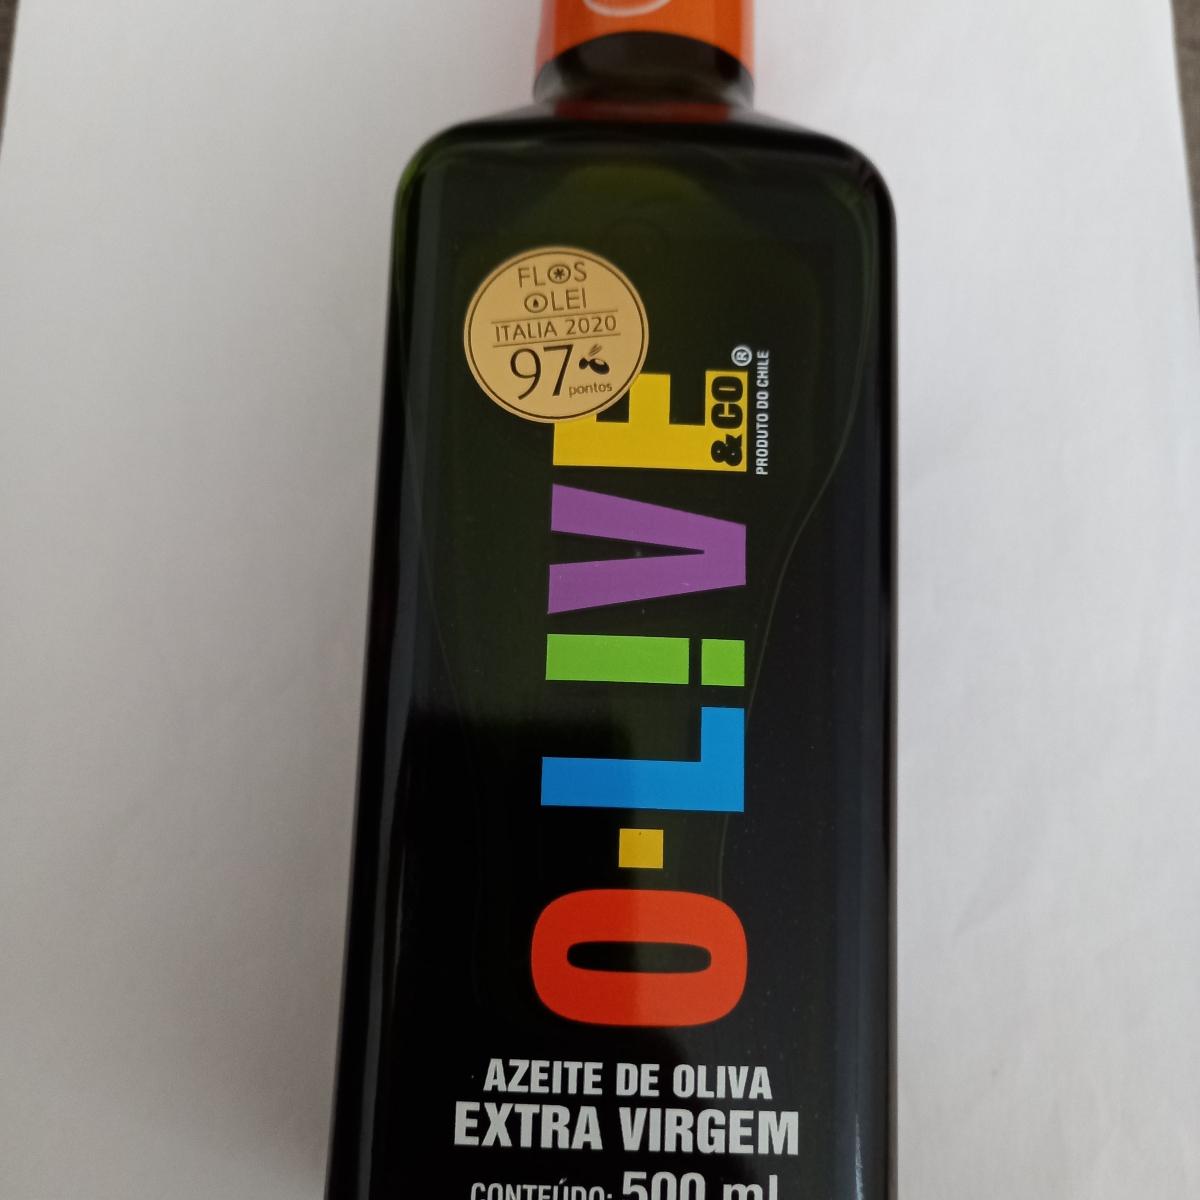 FLOS
OLEI
ITALIA 2020
97
pontos
O·LiVE
&CO®
PRODUTO DO CHILE
AZEITE DE OLIVA
EXTRA VIRGEM
CONTEÚDO: 500 ml